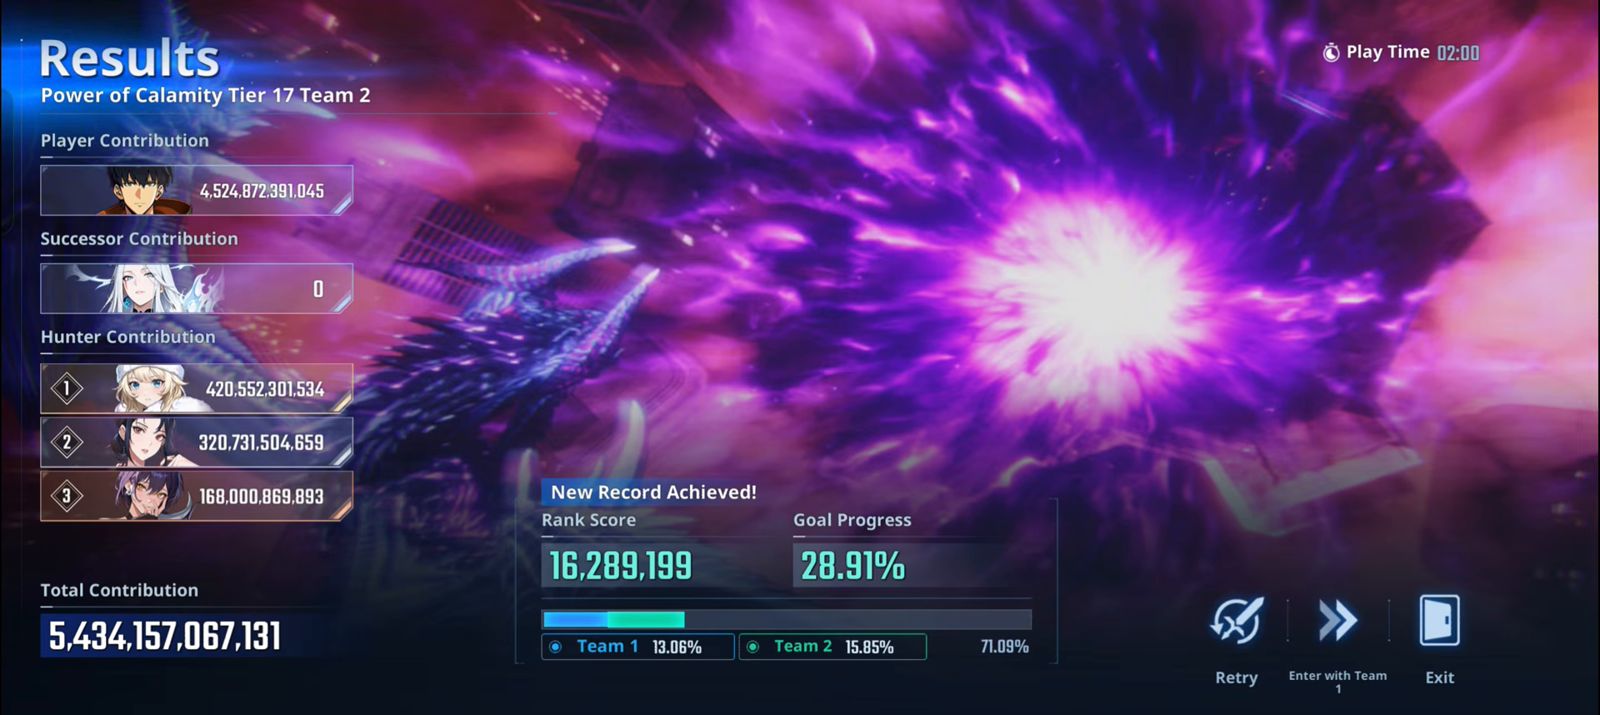 Results
Power of Calamity Tier 17 Team 2
Play Time 02:00
Player Contribution
4,524,872,391,045
Successor Contribution
0
Hunter Contribution
1 420,552,301,534
2 320,731,504,659
3 168,000,869,893
Total Contribution
5,434,157,067,131
New Record Achieved!
Rank Score
16,289,199
Goal Progress
28.91%
Team 1 13.06% Team 2 15.85% 71.09%
Retry
Enter with Team
1
Exit